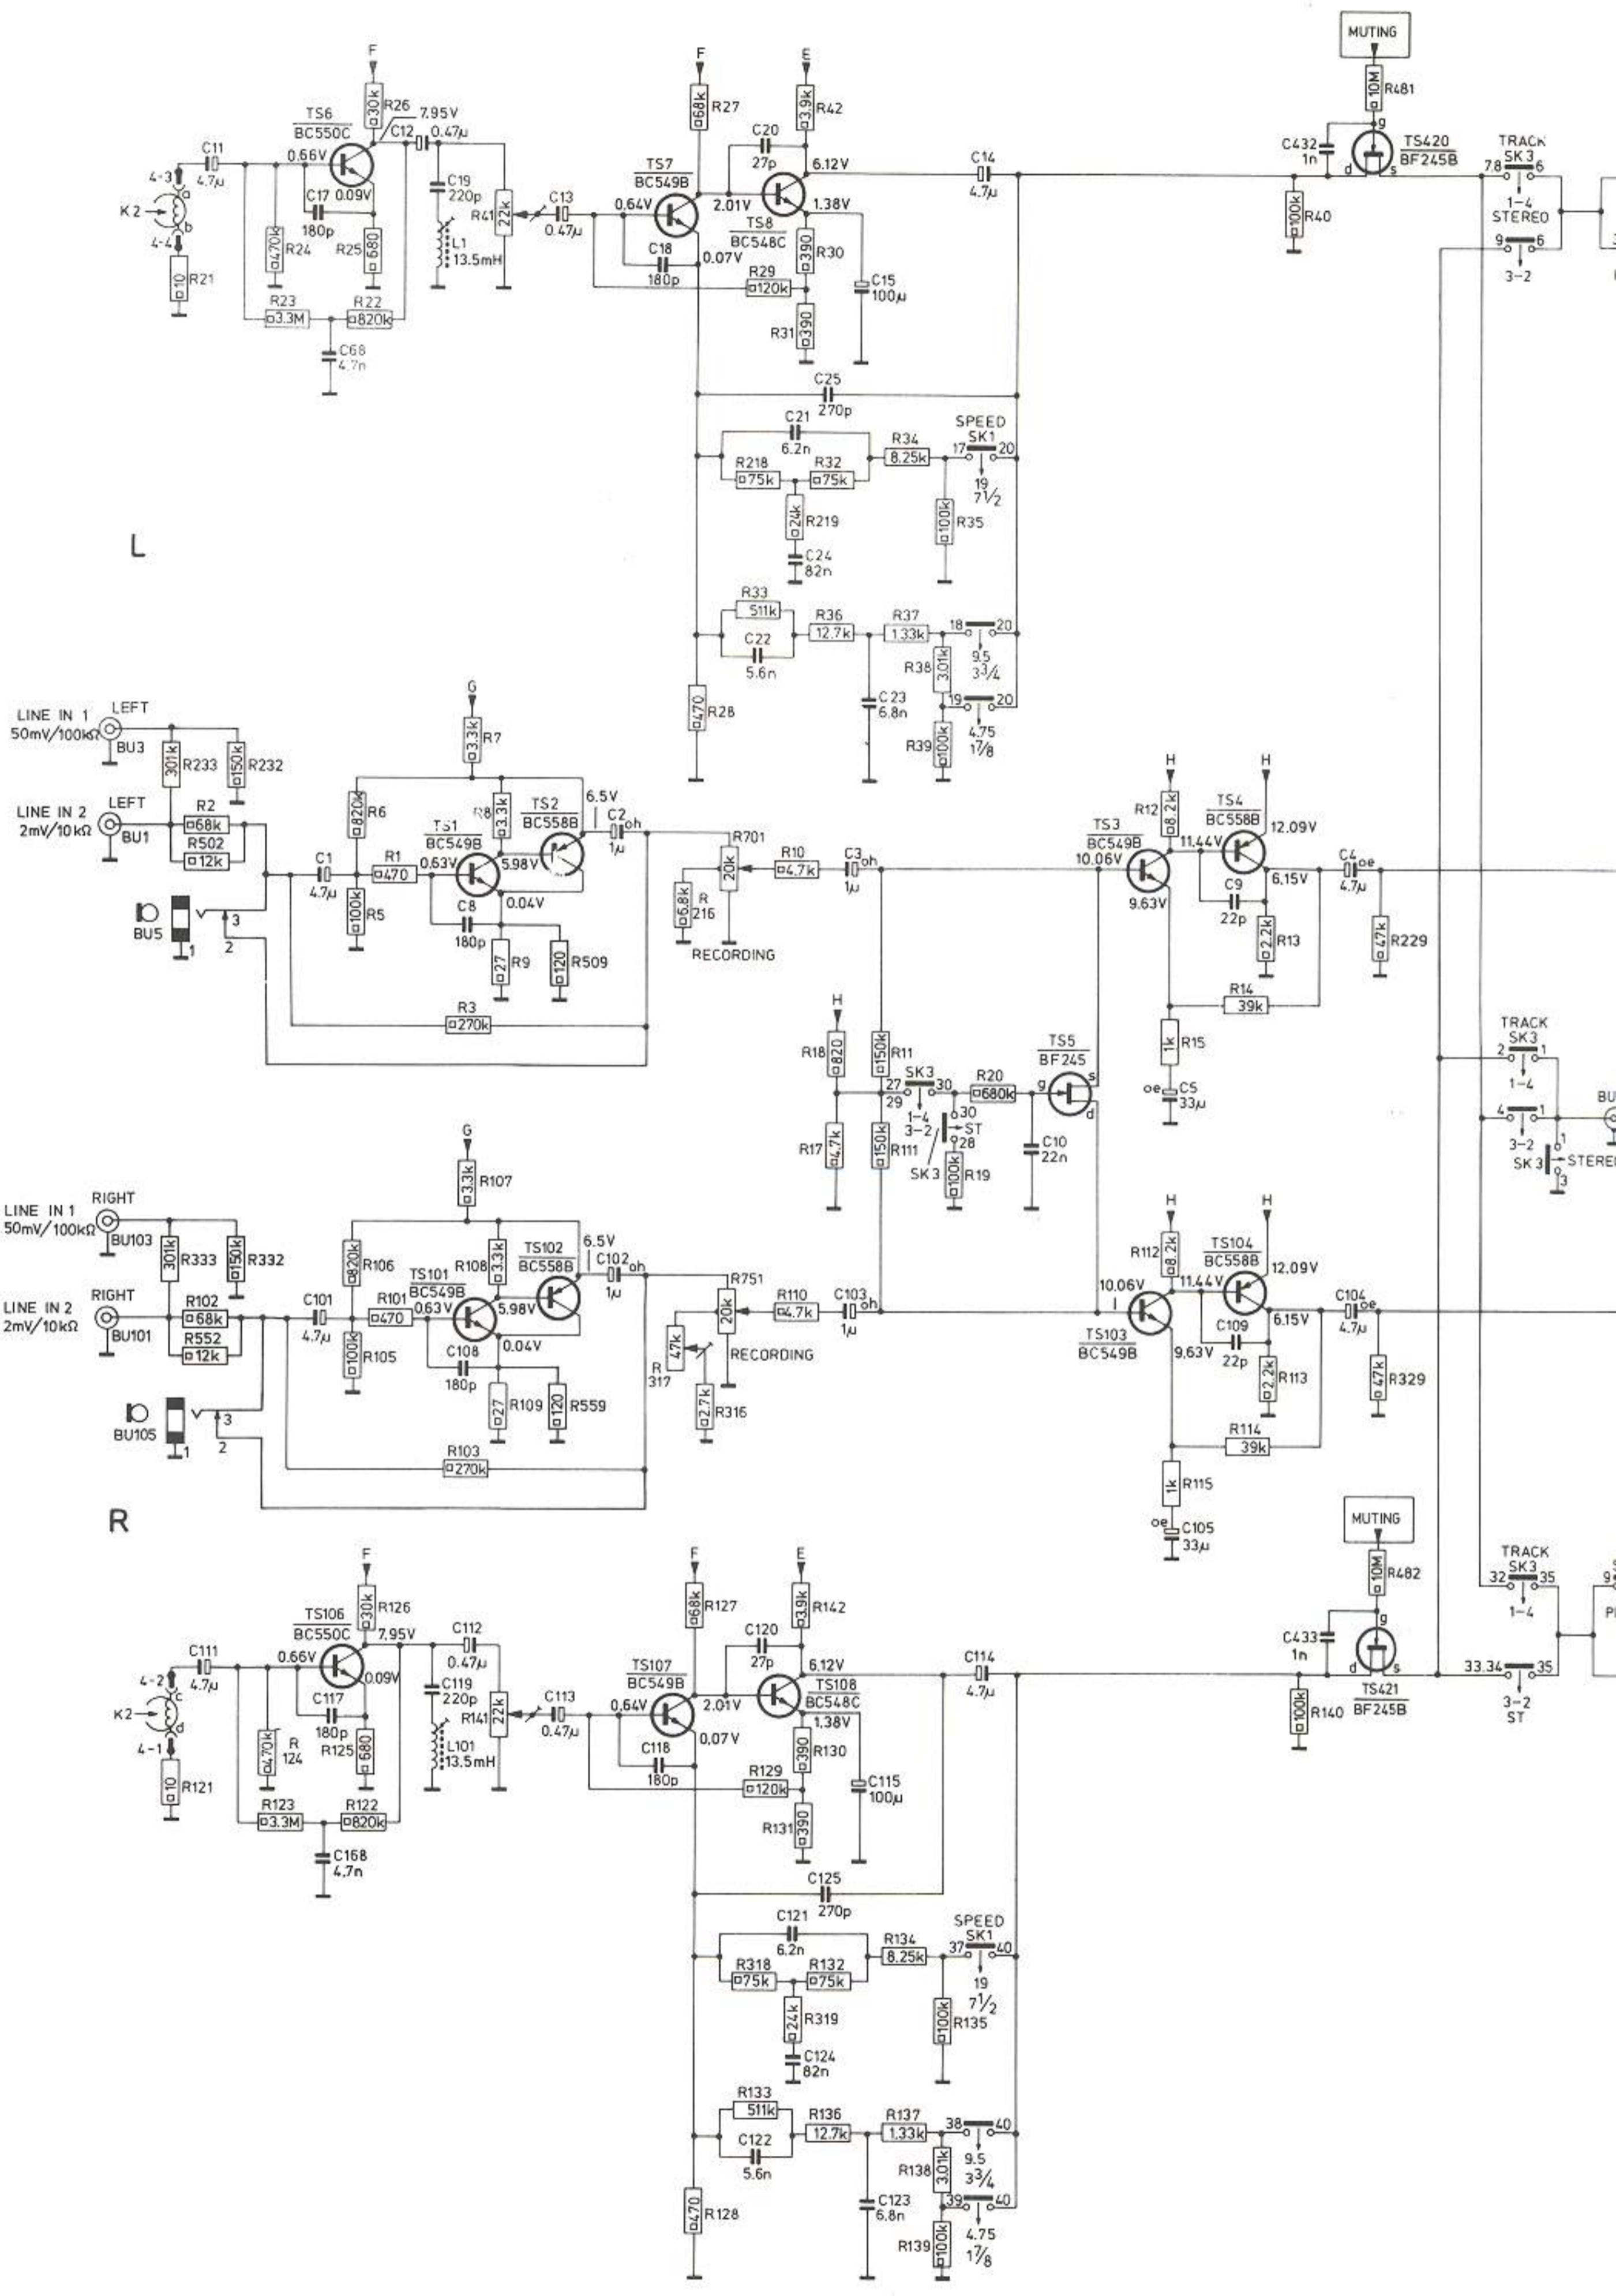 MUTING
10M
R481
F
F
E
30k
R26
TS6
BC550C
7.95V
C12
0.47µ
68k
R27
3.9k
R42
C20
27p
g
C432
1n
TS420
BF245B
d
s
TRACK
SK3
7.8
6
1-4
STEREO
9
6
3-2
C11
4.7µ
0.66V
0.09V
C17
180p
4-3
a
K2
b
4-4
10
R21
470k
R24
R25
680
C19
220p
L1
13.5mH
R41
22k
C13
0.47µ
TS7
BC549B
0.64V
2.01V
6.12V
1.38V
TS8
BC548C
C14
4.7µ
100k
R40
C18
180p
0.07V
390
R30
R29
120k
C15
100µ
R31
390
R23
3.3M
R22
820k
C68
4.7n
C25
270p
C21
6.2n
R218
75k
R32
75k
R34
8.25k
SPEED
SK1
17
20
19
7½
24k
R219
100k
R35
C24
82n
L
R33
511k
C22
5.6n
R36
12.7k
R37
1.33k
18
20
R38
3.01k
9.5
3¾
C23
6.8n
19
20
R39
100k
4.75
1⅞
470
R28
G
LINE IN 1
50mV/100kΩ
LEFT
BU3
301k
R233
150k
R232
3.3k
R7
LINE IN 2
2mV/10kΩ
LEFT
BU1
R2
68k
R502
12k
820k
R6
R8
3.3k
TS2
BC558B
6.5V
C2
oh
1µ
TS1
BC549B
0.63V
5.98V
C1
4.7µ
R1
470
100k
R5
0.04V
C8
180p
27
R9
120
R509
BU5
3
1
2
R3
270k
R701
20k
6.8k
R
216
RECORDING
R10
4.7k
C3
oh
1µ
H
H
R12
8.2k
TS4
BC558B
TS3
BC549B
10.06V
11.44V
12.09V
9.63V
C9
22p
6.15V
2.2k
R13
C4
oe
4.7µ
47k
R229
R14
39k
1k
R15
oe
C5
33µ
H
R18
820
150k
R11
27
SK3
30
29
1-4
3-2
30
ST
28
SK3
100k
R19
R20
680k
TS5
BF245
g
s
d
C10
22n
R17
4.7k
150k
R111
TRACK
SK3
2
1
1-4
4
1
3-2
SK3
1
STEREO
3
BU
G
3.3k
R107
LINE IN 1
50mV/100kΩ
RIGHT
BU103
301k
R333
150k
R332
LINE IN 2
2mV/10kΩ
RIGHT
BU101
R102
68k
R552
12k
820k
R106
R108
3.3k
TS102
BC558B
6.5V
C102
oh
1µ
TS101
BC549B
0.63V
5.98V
C101
4.7µ
R101
470
100k
R105
0.04V
C108
180p
27
R109
120
R559
BU105
3
1
2
R103
270k
R751
20k
47k
R
317
2.7k
R316
RECORDING
R110
4.7k
C103
oh
1µ
H
H
R112
8.2k
TS104
BC558B
10.06V
11.44V
12.09V
TS103
BC549B
9.63V
C109
22p
6.15V
2.2k
R113
C104
oe
4.7µ
47k
R329
R114
39k
1k
R115
oe
C105
33µ
R
MUTING
10M
R482
F
F
E
30k
R126
TS106
BC550C
7.95V
C112
0.47µ
68k
R127
3.9k
R142
C120
27p
g
C433
1n
d
s
TS421
BF245B
TRACK
SK3
32
35
1-4
33.34
35
3-2
ST
9
C111
4.7µ
0.66V
0.09V
4-2
c
K2
d
4-1
10
R121
C117
180p
470k
R
124
R125
680
C119
220p
L101
13.5mH
R141
22k
C113
0.47µ
TS107
BC549B
0.64V
2.01V
6.12V
TS108
BC548C
1.38V
C114
4.7µ
100k
R140
0.07V
C118
180p
390
R130
R129
120k
C115
100µ
R131
390
R123
3.3M
R122
820k
C168
4.7n
C125
270p
C121
6.2n
R318
75k
R132
75k
R134
8.25k
SPEED
SK1
37
40
19
7½
24k
R319
100k
R135
C124
82n
R133
511k
C122
5.6n
R136
12.7k
R137
1.33k
38
40
R138
3.01k
9.5
3¾
C123
6.8n
39
40
R139
100k
4.75
1⅞
470
R128